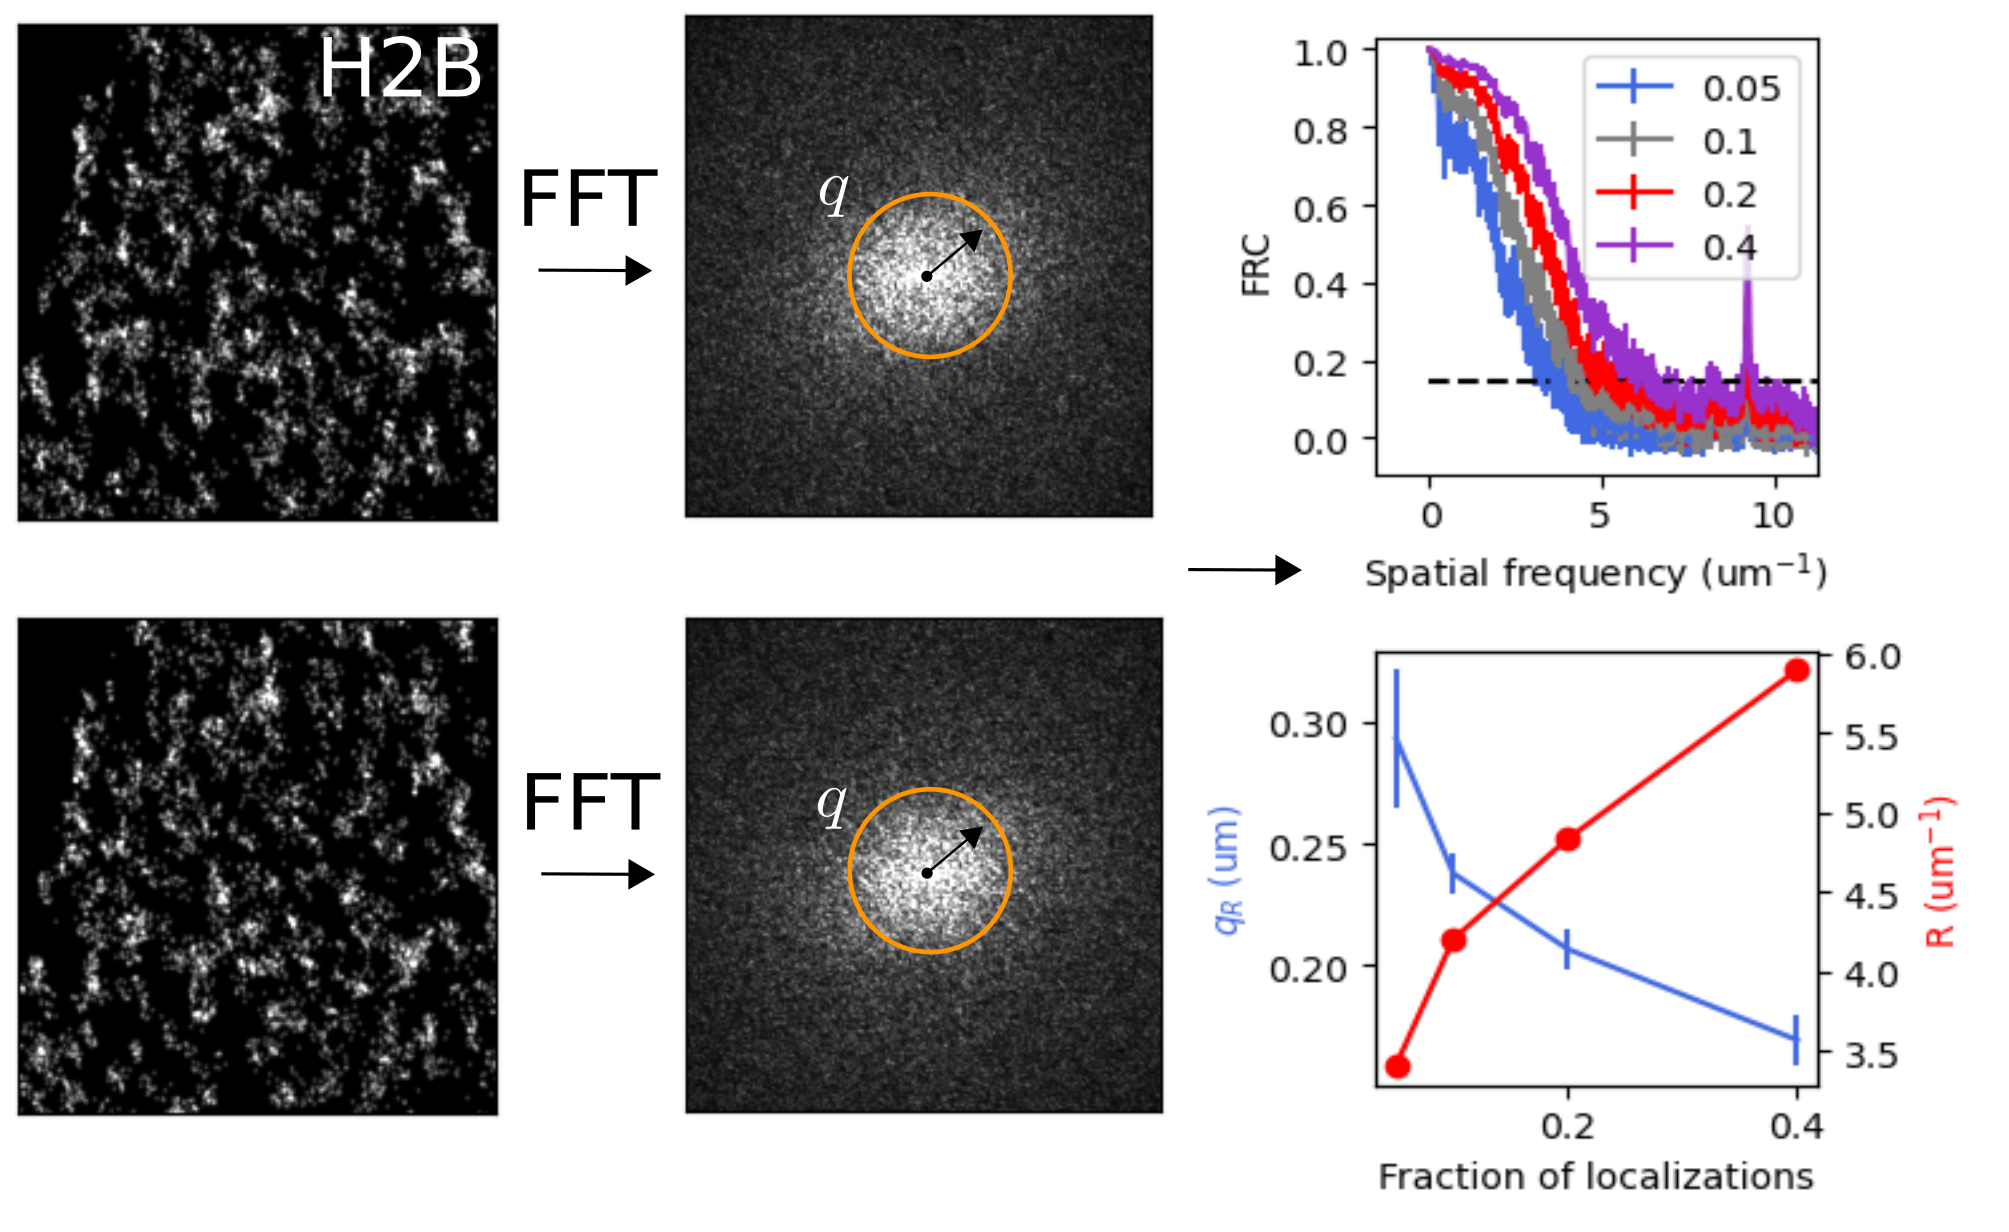 H2B
FFT
q
FFT
q
1.0
0.8
0.6
0.4
0.2
0.0
FRC
0.05
0.1
0.2
0.4
0
5
10
Spatial frequency (um⁻¹)
0.30
0.25
0.20
q_R (um)
6.0
5.5
5.0
4.5
4.0
3.5
R (um⁻¹)
0.2
0.4
Fraction of localizations